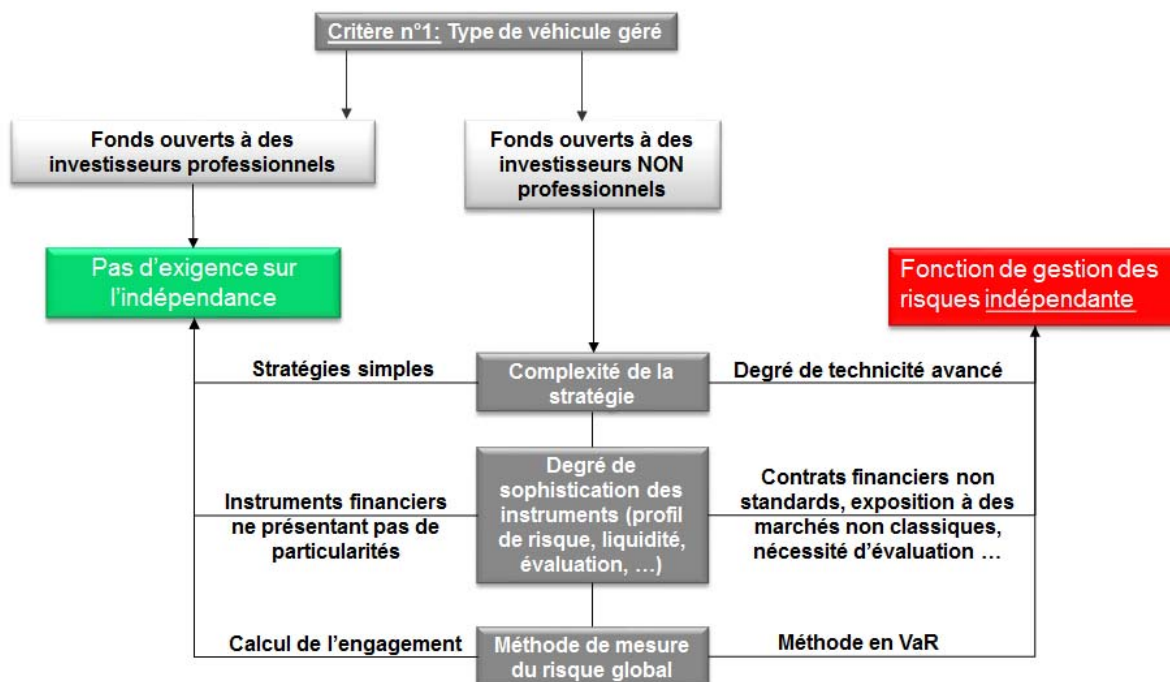 Critère n°1: Type de véhicule géré
Fonds ouverts à des
investisseurs professionnels
Fonds ouverts à des
investisseurs NON
professionnels
Pas d'exigence sur
l'indépendance
Fonction de gestion des
risques indépendante
Stratégies simples
Complexité de la
stratégie
Degré de technicité avancé
Instruments financiers
ne présentant pas de
particularités
Degré de
sophistication des
instruments (profil
de risque, liquidité,
évaluation, …)
Contrats financiers non
standards, exposition à des
marchés non classiques,
nécessité d'évaluation …
Calcul de l'engagement
Méthode de mesure
du risque global
Méthode en VaR